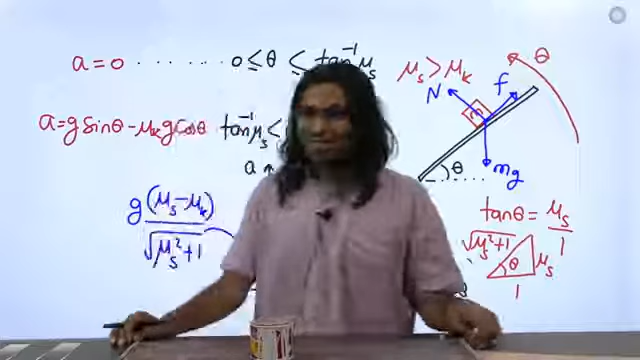 a = 0 ........ 0 ≤ θ ≤ tan⁻¹μₛ
a = g sinθ − μₖ g cosθ tan⁻¹μₛ <
a ↑
g(μₛ − μₖ)
√(μₛ² + 1)
μₛ > μₖ
θ
N
f
m
θ
mg
tanθ = μₛ/1
√(μₛ² + 1)
θ
μₛ
1